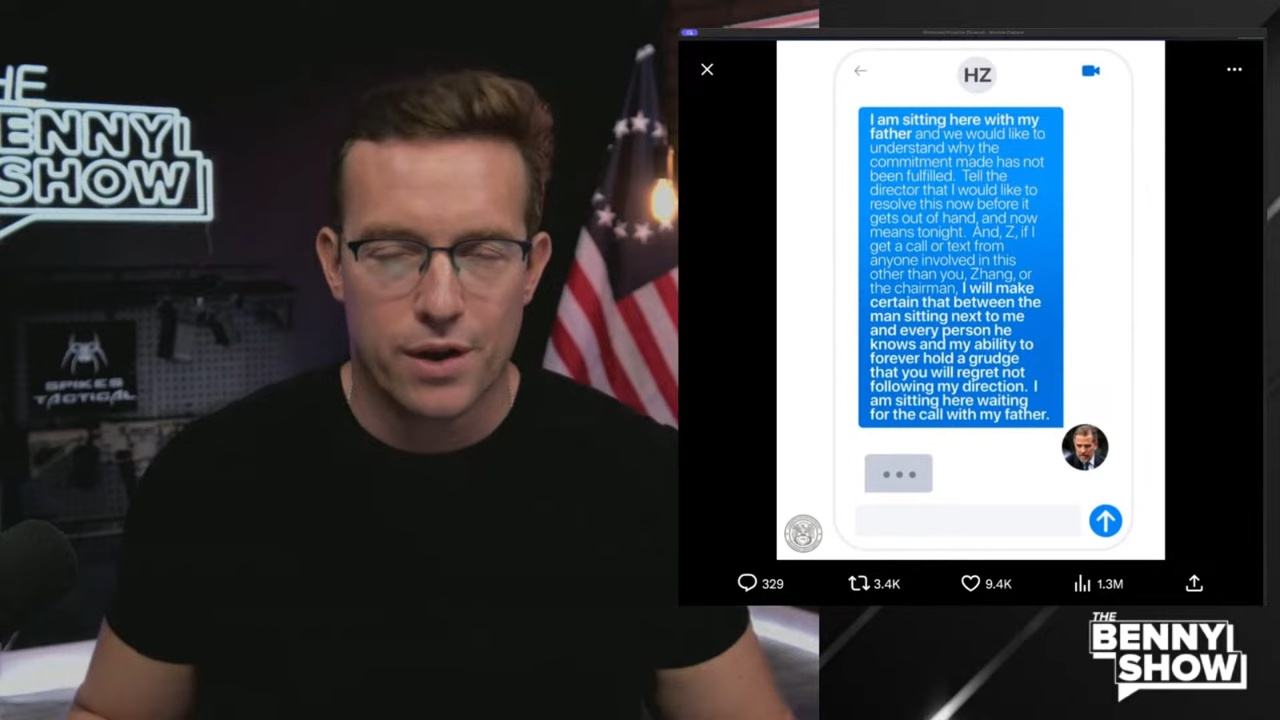 THE
BENNY
SHOW
SPIKES
TACTICAL
HZ
I am sitting here with my
father and we would like to
understand why the
commitment made has not
been fulfilled. Tell the
director that I would like to
resolve this now before it
gets out of hand, and now
means tonight. And, Z, if I
get a call or text from
anyone involved in this
other than you, Zhang, or
the chairman, I will make
certain that between the
man sitting next to me
and every person he
knows and my ability to
forever hold a grudge
that you will regret not
following my direction. I
am sitting here waiting
for the call with my father.
329
3.4K
9.4K
1.3M
THE
BENNY
SHOW